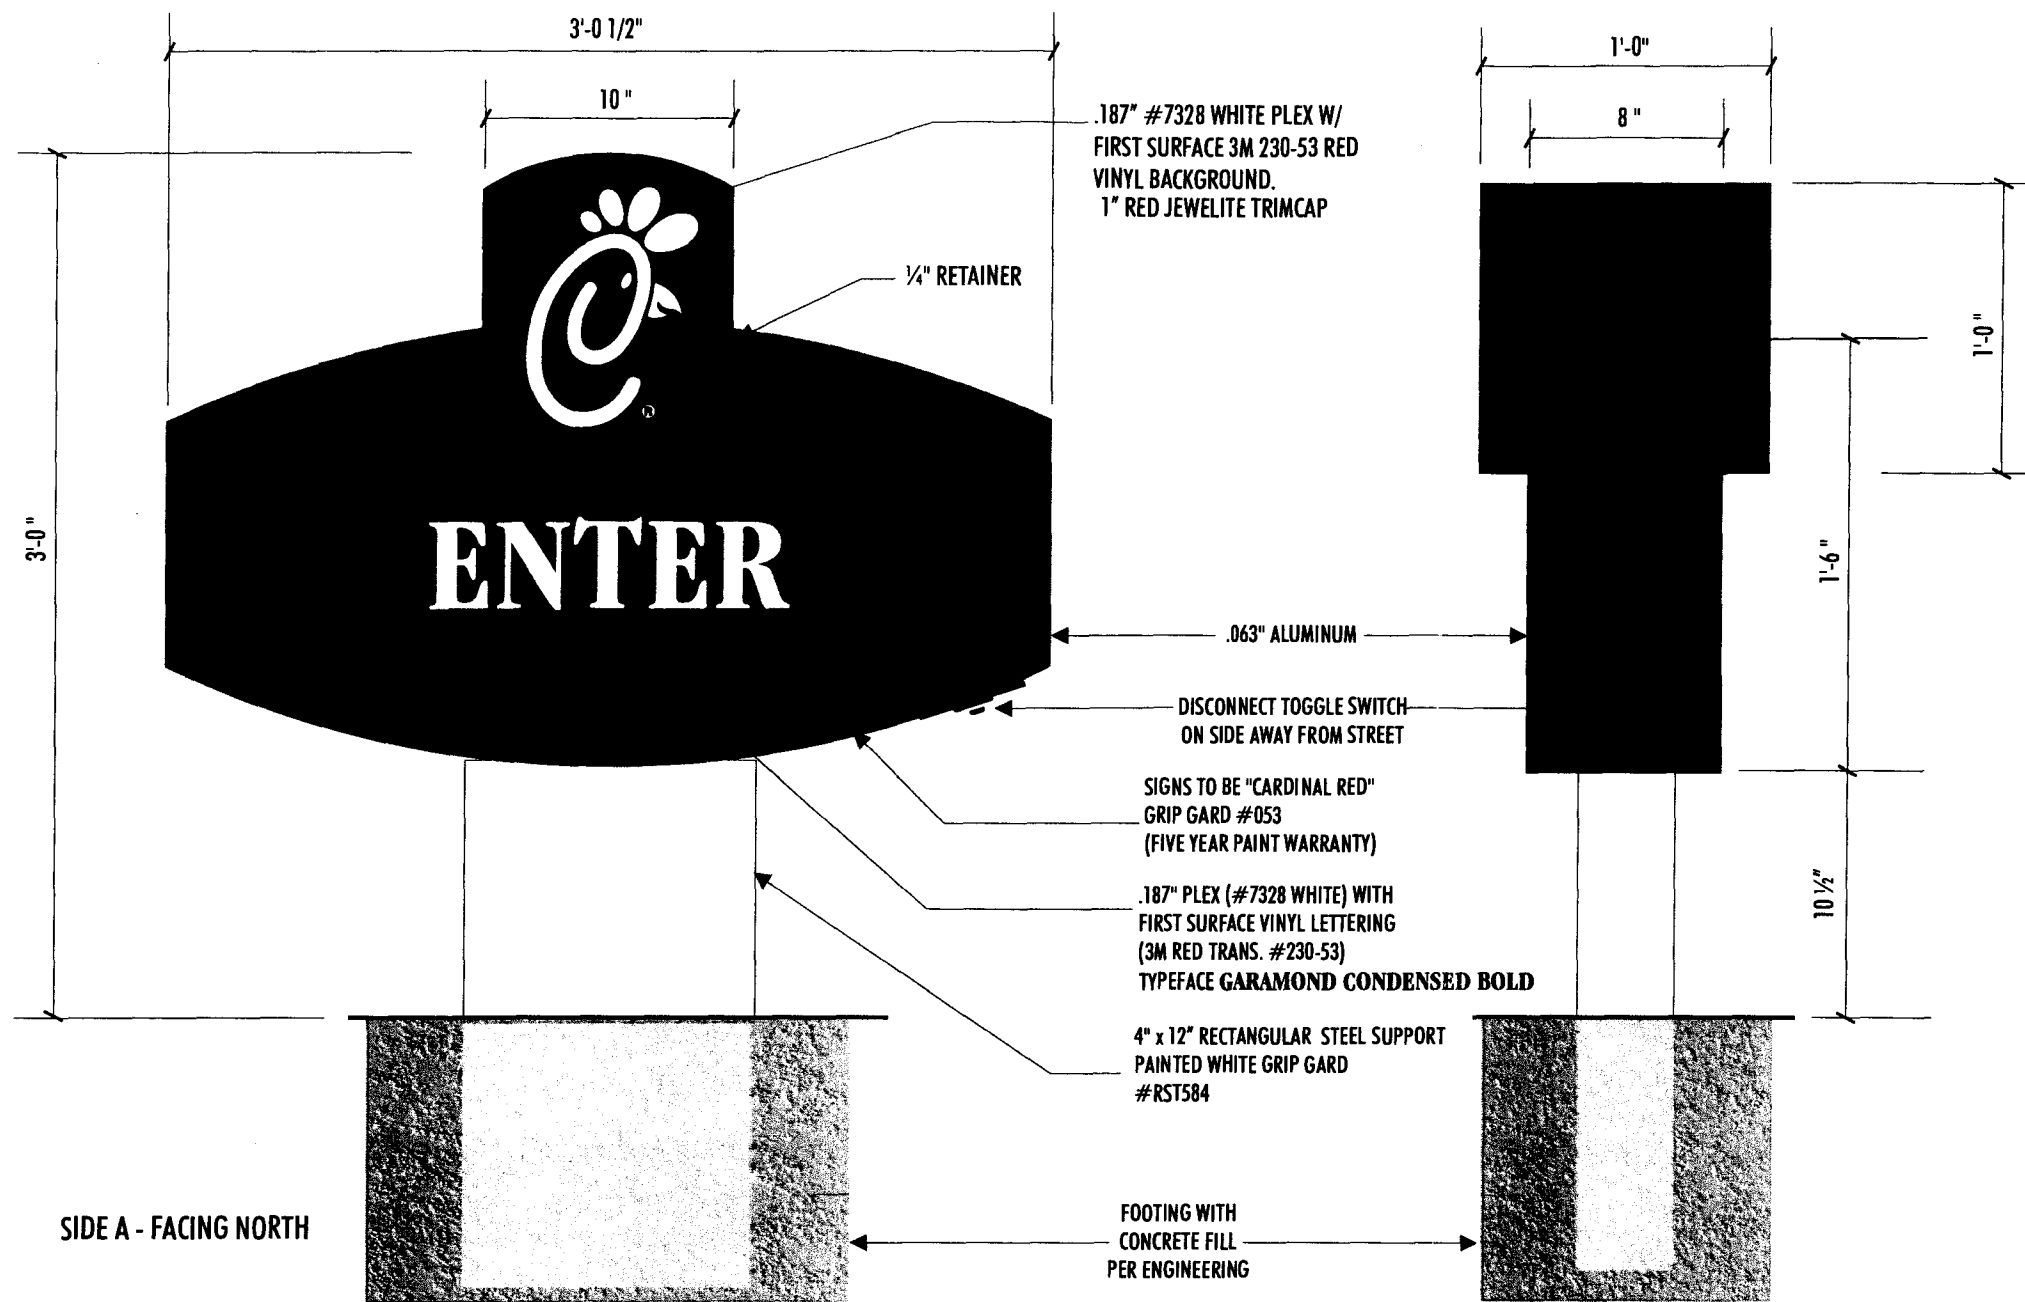 3'-0 1/2"
1'-0"
10 "
8 "
.187" #7328 WHITE PLEX W/
FIRST SURFACE 3M 230-53 RED
VINYL BACKGROUND.
1" RED JEWELITE TRIMCAP
¼" RETAINER
1'-0 "
®
3'-0 "
ENTER
1'-6 "
.063" ALUMINUM
DISCONNECT TOGGLE SWITCH
ON SIDE AWAY FROM STREET
SIGNS TO BE "CARDINAL RED"
GRIP GARD #053
(FIVE YEAR PAINT WARRANTY)
10 ½"
.187" PLEX (#7328 WHITE) WITH
FIRST SURFACE VINYL LETTERING
(3M RED TRANS. #230-53)
TYPEFACE GARAMOND CONDENSED BOLD
4" x 12" RECTANGULAR STEEL SUPPORT
PAINTED WHITE GRIP GARD
#RST584
SIDE A - FACING NORTH
FOOTING WITH
CONCRETE FILL
PER ENGINEERING